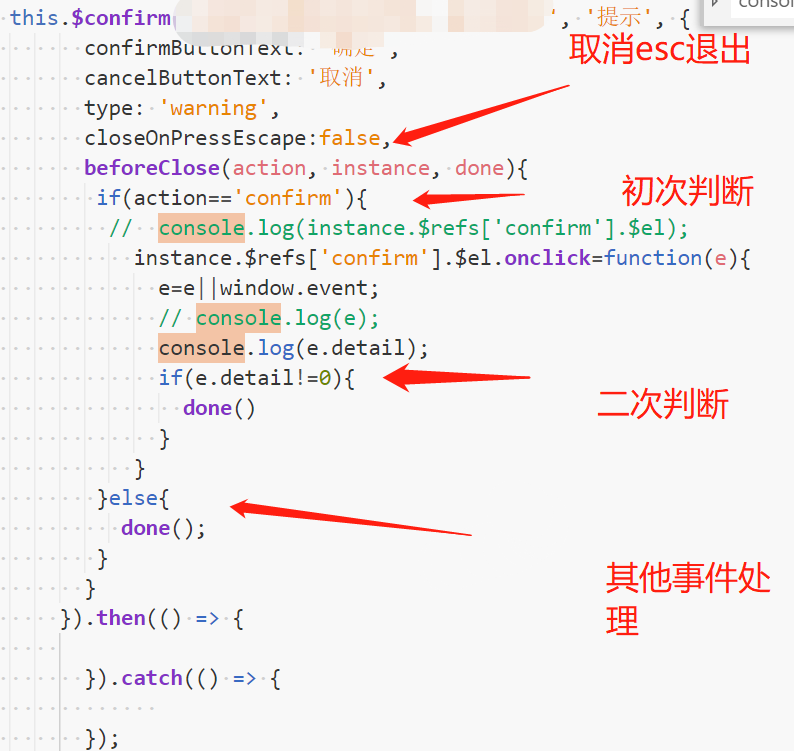 this.$confirm ', '提示', {
conso
取消esc退出
confirmButtonText: '确定',
cancelButtonText: '取消',
type: 'warning',
closeOnPressEscape:false,
beforeClose(action, instance, done){
初次判断
if(action=='confirm'){
// console.log(instance.$refs['confirm'].$el);
instance.$refs['confirm'].$el.onclick=function(e){
e=e||window.event;
// console.log(e);
console.log(e.detail);
if(e.detail!=0){
二次判断
done()
}
}
}else{
done();
其他事件处
理
}
}
}).then(() => {
}).catch(() => {
});